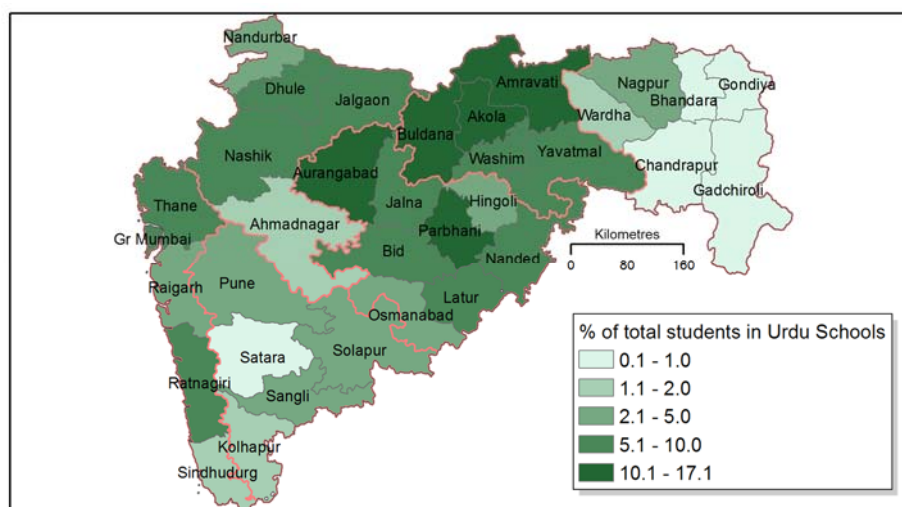 Nandurbar
Dhule
Jalgaon
Nashik
Buldana
Akola
Amravati
Nagpur
Bhandara
Gondiya
Wardha
Washim
Yavatmal
Chandrapur
Gadchiroli
Aurangabad
Jalna
Hingoli
Parbhani
Thane
Ahmadnagar
Gr Mumbai
Bid
Nanded
Kilometres
0 80 160
Raigarh
Pune
Latur
Osmanabad
Satara
Solapur
Ratnagiri
Sangli
Kolhapur
Sindhudurg
% of total students in Urdu Schools
0.1 - 1.0
1.1 - 2.0
2.1 - 5.0
5.1 - 10.0
10.1 - 17.1